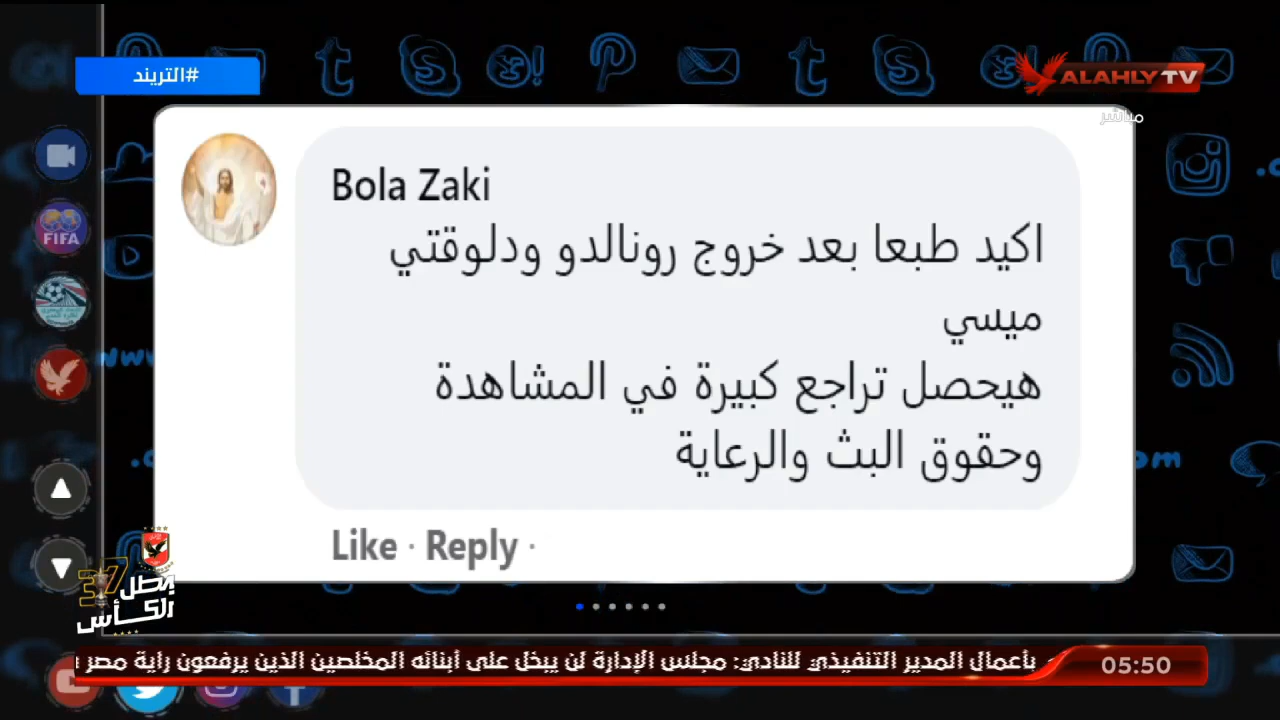 #التريند
ALAHLY TV
مباشر
FIFA
Bola Zaki
اكيد طبعا بعد خروج رونالدو ودلوقتي
ميسي
هيحصل تراجع كبيرة في المشاهدة
وحقوق البث والرعاية
Like · Reply ·
37
بطل
الكأس
بأعمال المدير التنفيذي للنادي: مجلس الإدارة لن يبخل على أبنائه المخلصين الذين يرفعون راية مصر
05:50